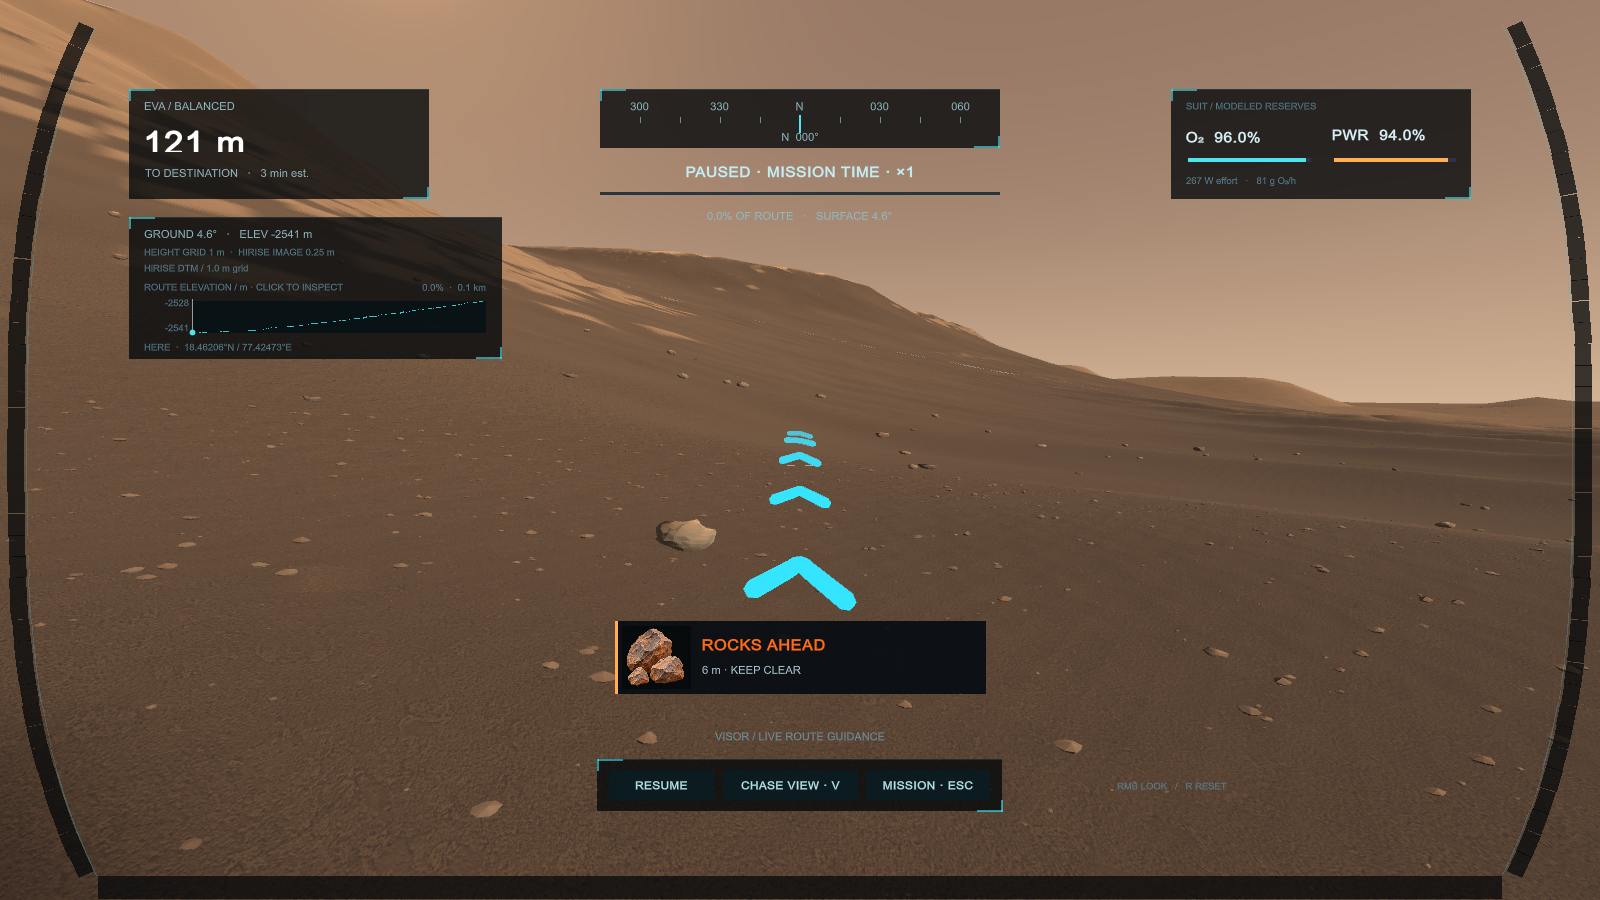 EVA / BALANCED
121 m
TO DESTINATION · 3 min est.
300 330 N 030 060
N 000°
PAUSED · MISSION TIME · ×1
0.0% OF ROUTE · SURFACE 4.6°
SUIT / MODELED RESERVES
O₂ 96.0% PWR 94.0%
267 W effort · 81 g O₂/h
GROUND 4.6° · ELEV -2541 m
HEIGHT GRID 1 m · HIRISE IMAGE 0.25 m
HIRISE DTM / 1.0 m grid
ROUTE ELEVATION / m · CLICK TO INSPECT 0.0% · 0.1 km
-2528
-2541
HERE · 18.46206°N / 77.42473°E
ROCKS AHEAD
6 m · KEEP CLEAR
VISOR / LIVE ROUTE GUIDANCE
RESUME CHASE VIEW · V MISSION · ESC
RMB LOOK / R RESET